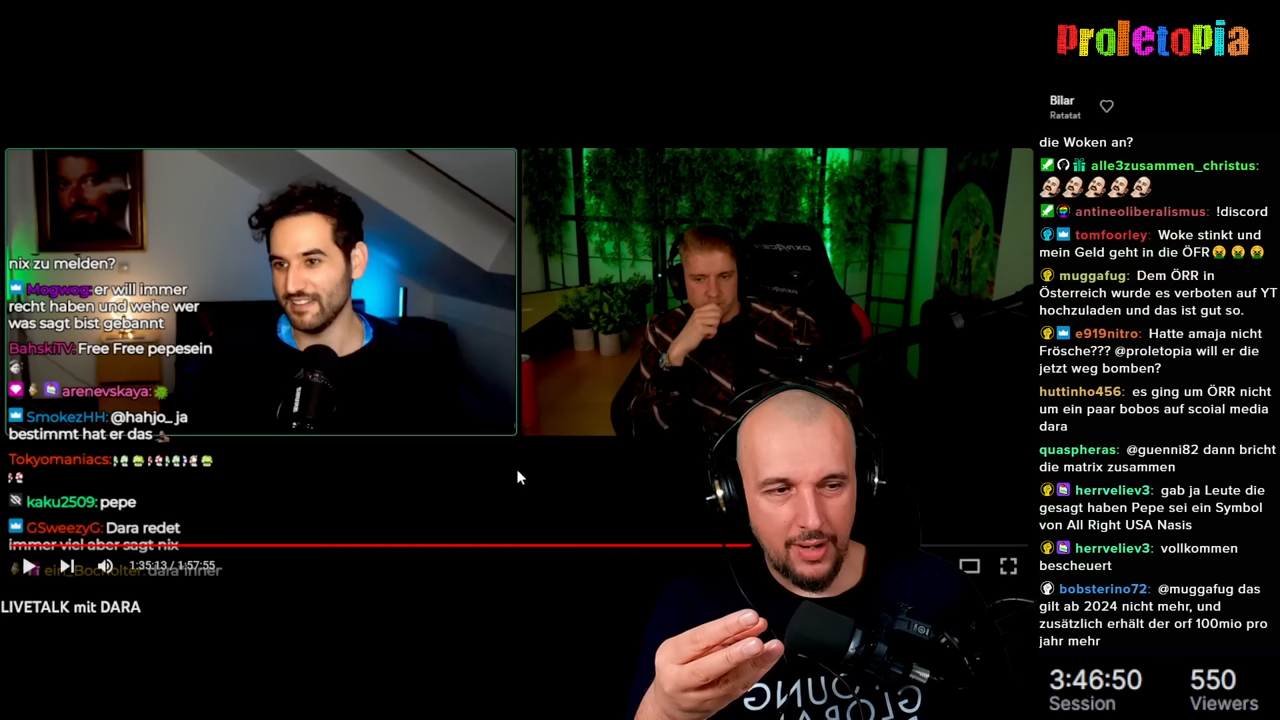 proletopia
Bilar
Ratatat
die Woken an?
alle3zusammen_christus:
antineoliberalismus: !discord
tomfoorley: Woke stinkt und
mein Geld geht in die ÖFR
muggafug: Dem ÖRR in
Österreich wurde es verboten auf YT
hochzuladen und das ist gut so.
e919nitro: Hatte amaja nicht
Frösche??? @proletopia will er die
jetzt weg bomben?
huttinho456: es ging um ÖRR nicht
um ein paar bobos auf scoial media
dara
quaspheras: @guenni82 dann bricht
die matrix zusammen
herrveliev3: gab ja Leute die
gesagt haben Pepe sei ein Symbol
von All Right USA Nasis
herrveliev3: vollkommen
bescheuert
bobsterino72: @muggafug das
gilt ab 2024 nicht mehr, und
zusätzlich erhält der orf 100mio pro
jahr mehr
3:46:50
Session
550
Viewers
nix zu melden?
Mogwog: er will immer
recht haben und wehe wer
was sagt bist gebannt
BahskiTV: Free Free pepesein
arenevskaya:
SmokezHH: @hahjo_ ja
bestimmt hat er das
Tokyomaniacs:
kaku2509: pepe
GSweezyG: Dara redet
immer viel aber sagt nix
ein_Bocholter: dara
1:35:13 / 1:57:55
LIVETALK mit DARA
YOUNG
GLOBAL